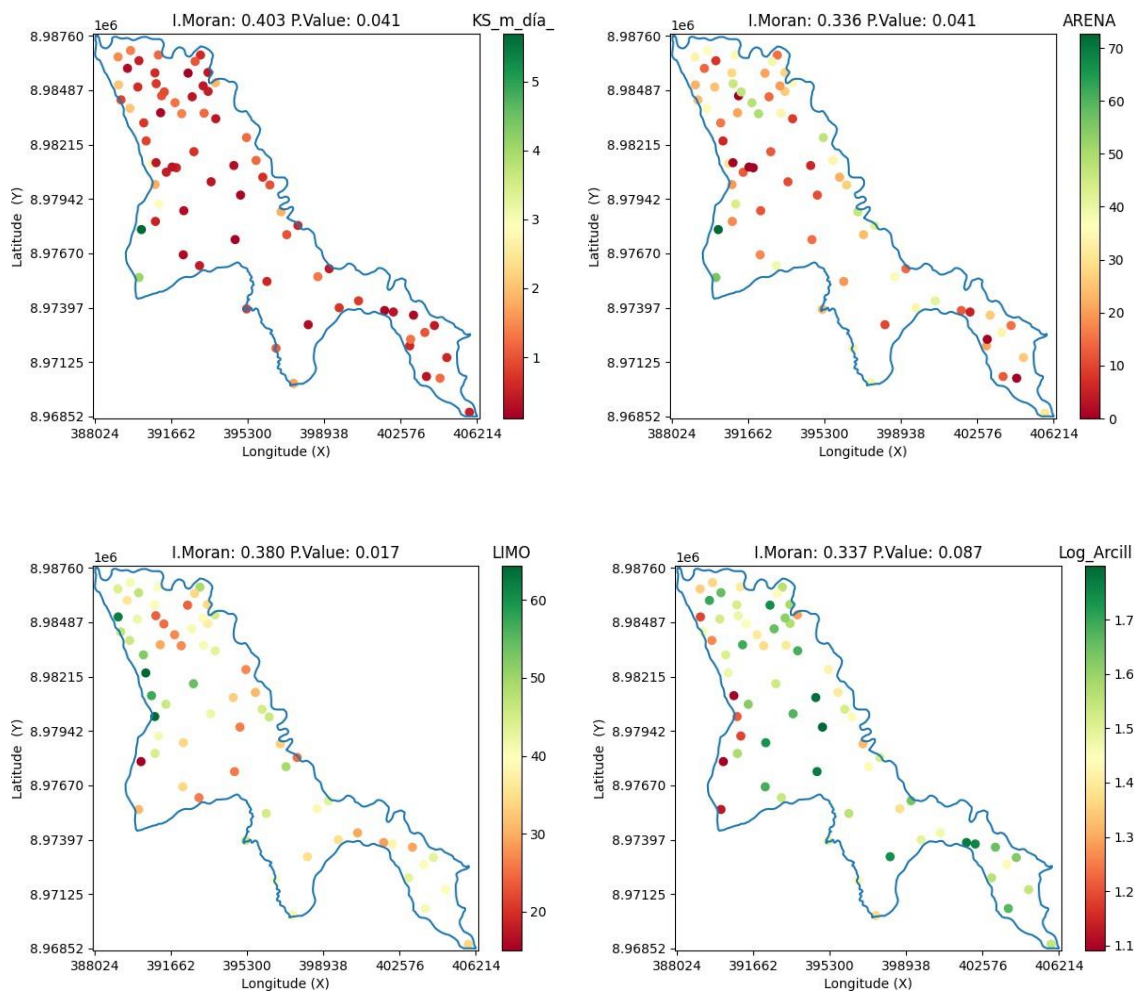 I.Moran: 0.403 P.Value: 0.041
KS_m_día_
1e6
8.98760
8.98487
8.98215
8.97942
8.97670
8.97397
8.97125
8.96852
Latitude (Y)
388024 391662 395300 398938 402576 406214
Longitude (X)
5
4
3
2
1
I.Moran: 0.336 P.Value: 0.041
ARENA
1e6
8.98760
8.98487
8.98215
8.97942
8.97670
8.97397
8.97125
8.96852
Latitude (Y)
388024 391662 395300 398938 402576 406214
Longitude (X)
70
60
50
40
30
20
10
0
I.Moran: 0.380 P.Value: 0.017
LIMO
1e6
8.98760
8.98487
8.98215
8.97942
8.97670
8.97397
8.97125
8.96852
Latitude (Y)
388024 391662 395300 398938 402576 406214
Longitude (X)
60
50
40
30
20
I.Moran: 0.337 P.Value: 0.087
Log_Arcill
1e6
8.98760
8.98487
8.98215
8.97942
8.97670
8.97397
8.97125
8.96852
Latitude (Y)
388024 391662 395300 398938 402576 406214
Longitude (X)
1.7
1.6
1.5
1.4
1.3
1.2
1.1